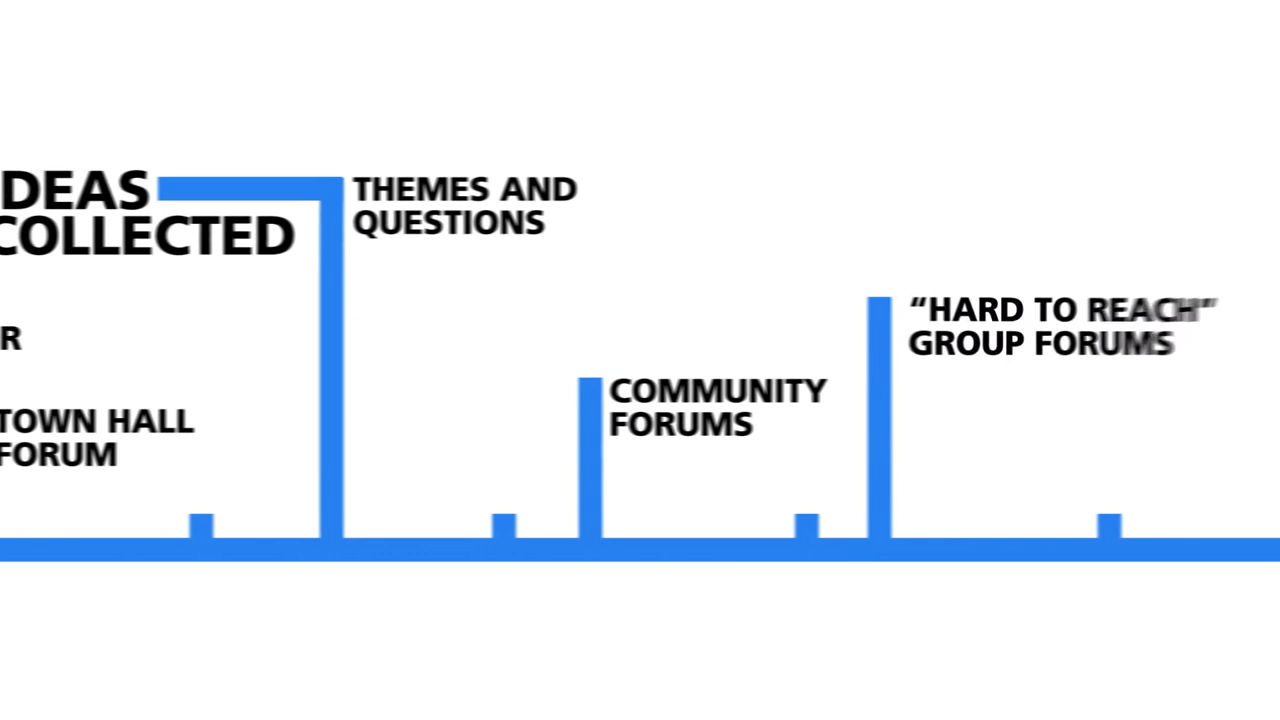 DEAS
COLLECTED
THEMES AND
QUESTIONS
R
TOWN HALL
FORUM
COMMUNITY
FORUMS
“HARD TO REACH”
GROUP FORUMS